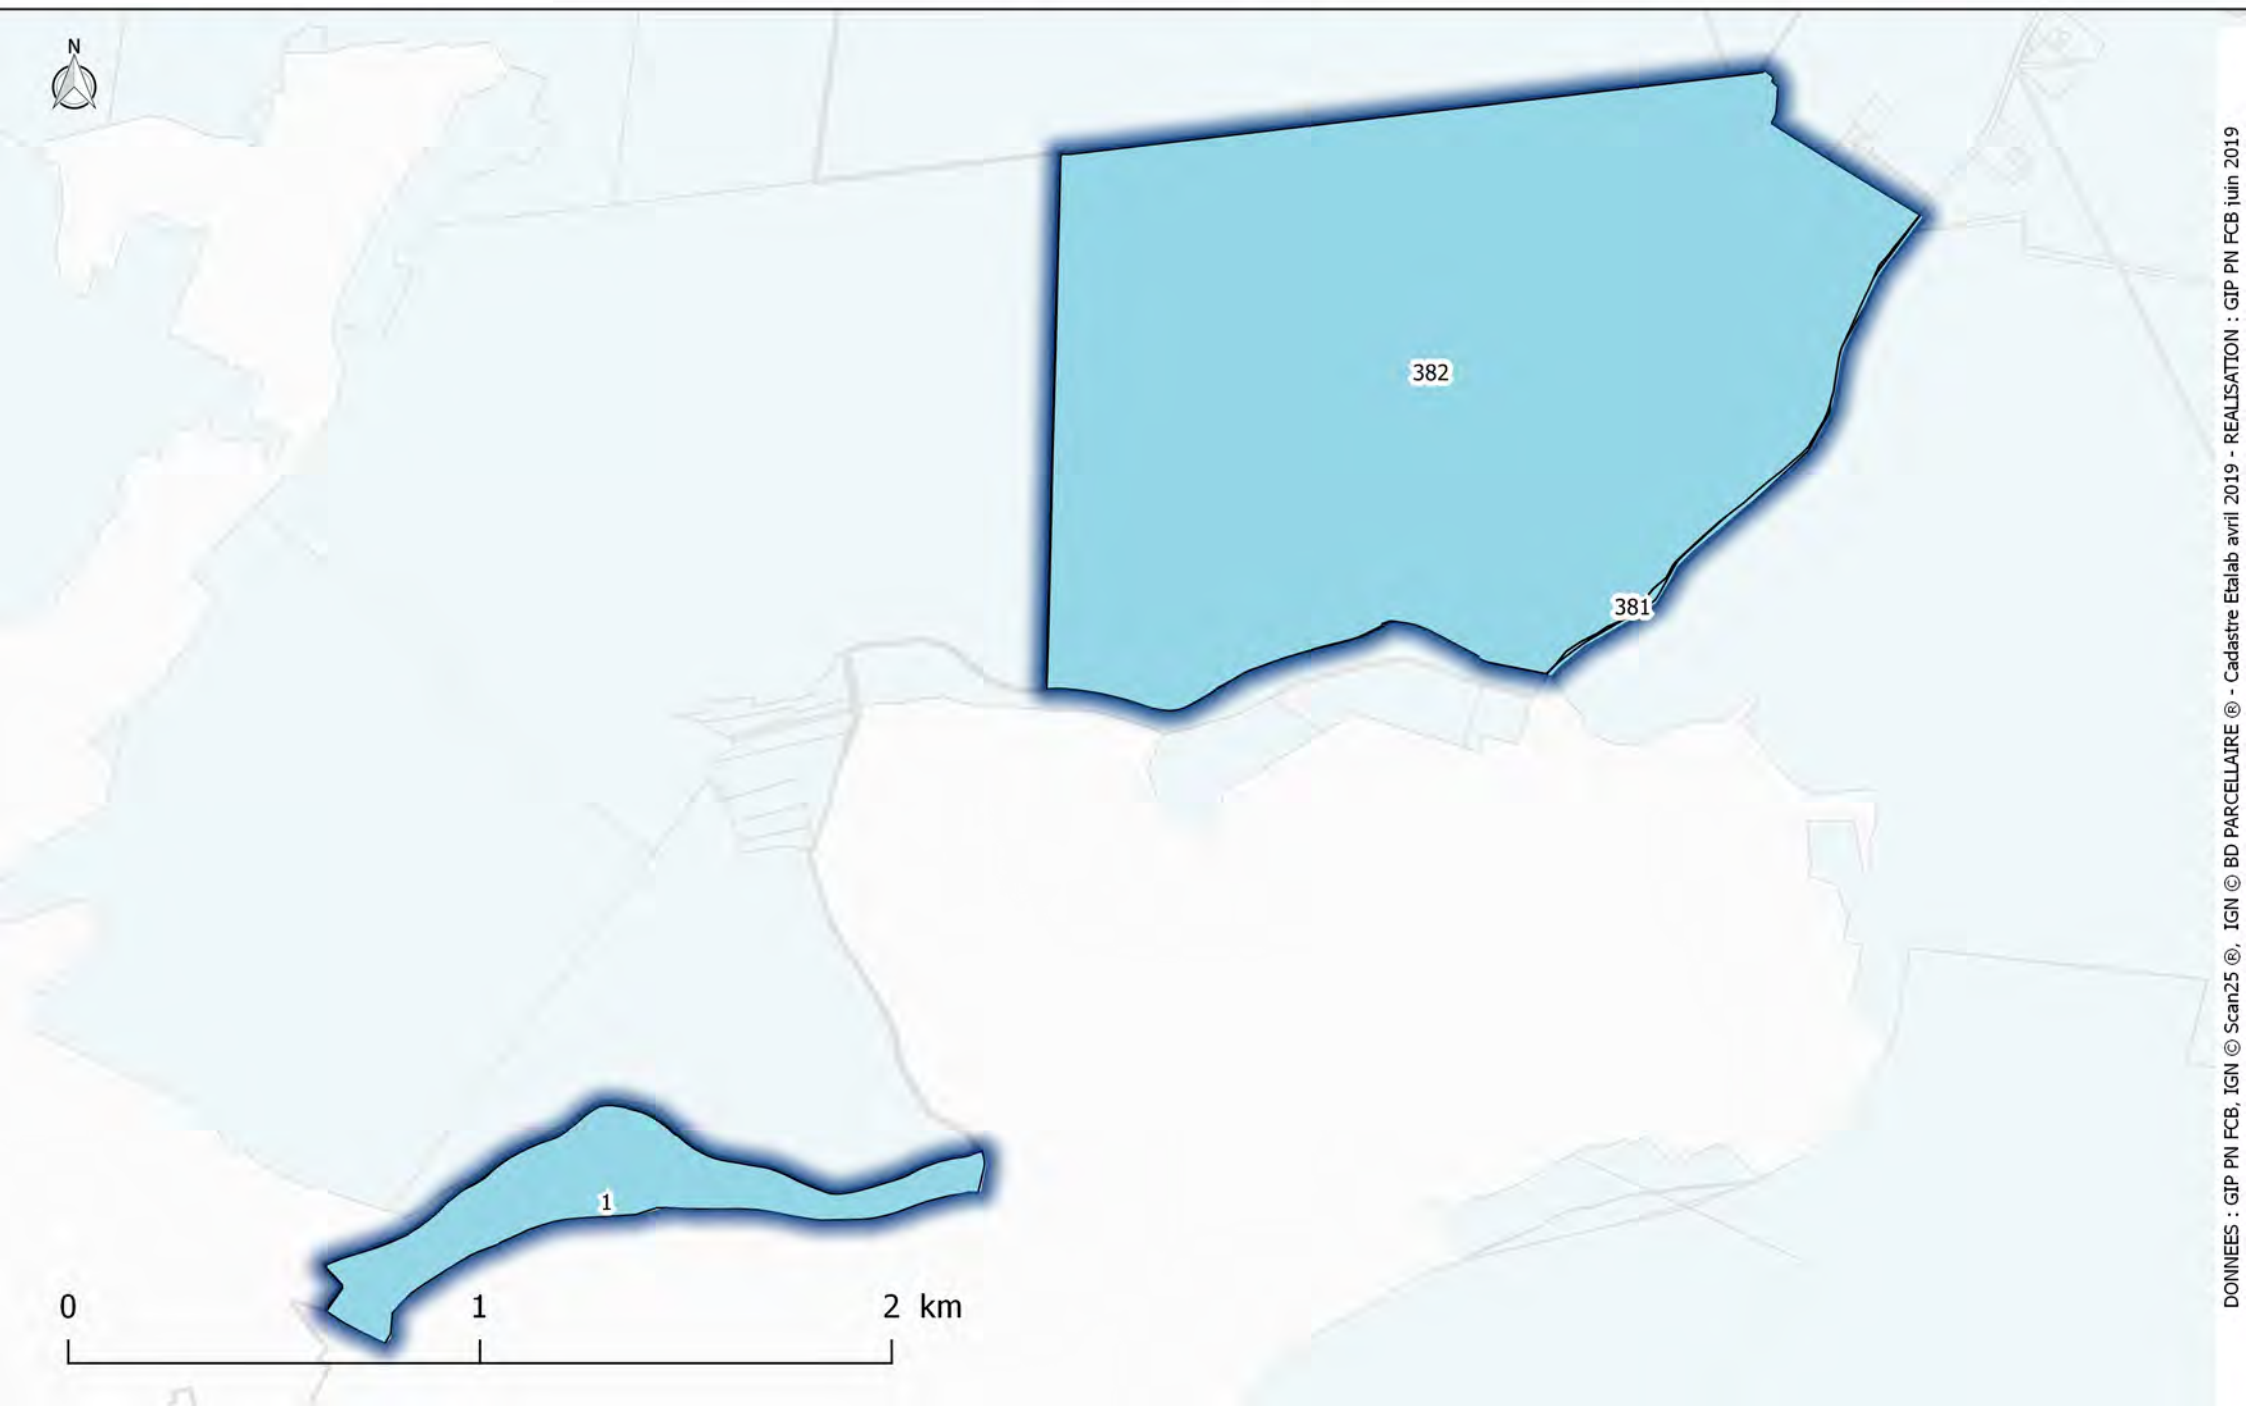 N
382
381
1
0 1 2 km
DONNEES : GIP PN FCB, IGN © Scan25 ®, IGN © BD PARCELLAIRE ® - Cadastre Etalab avril 2019 - REALISATION : GIP PN FCB juin 2019